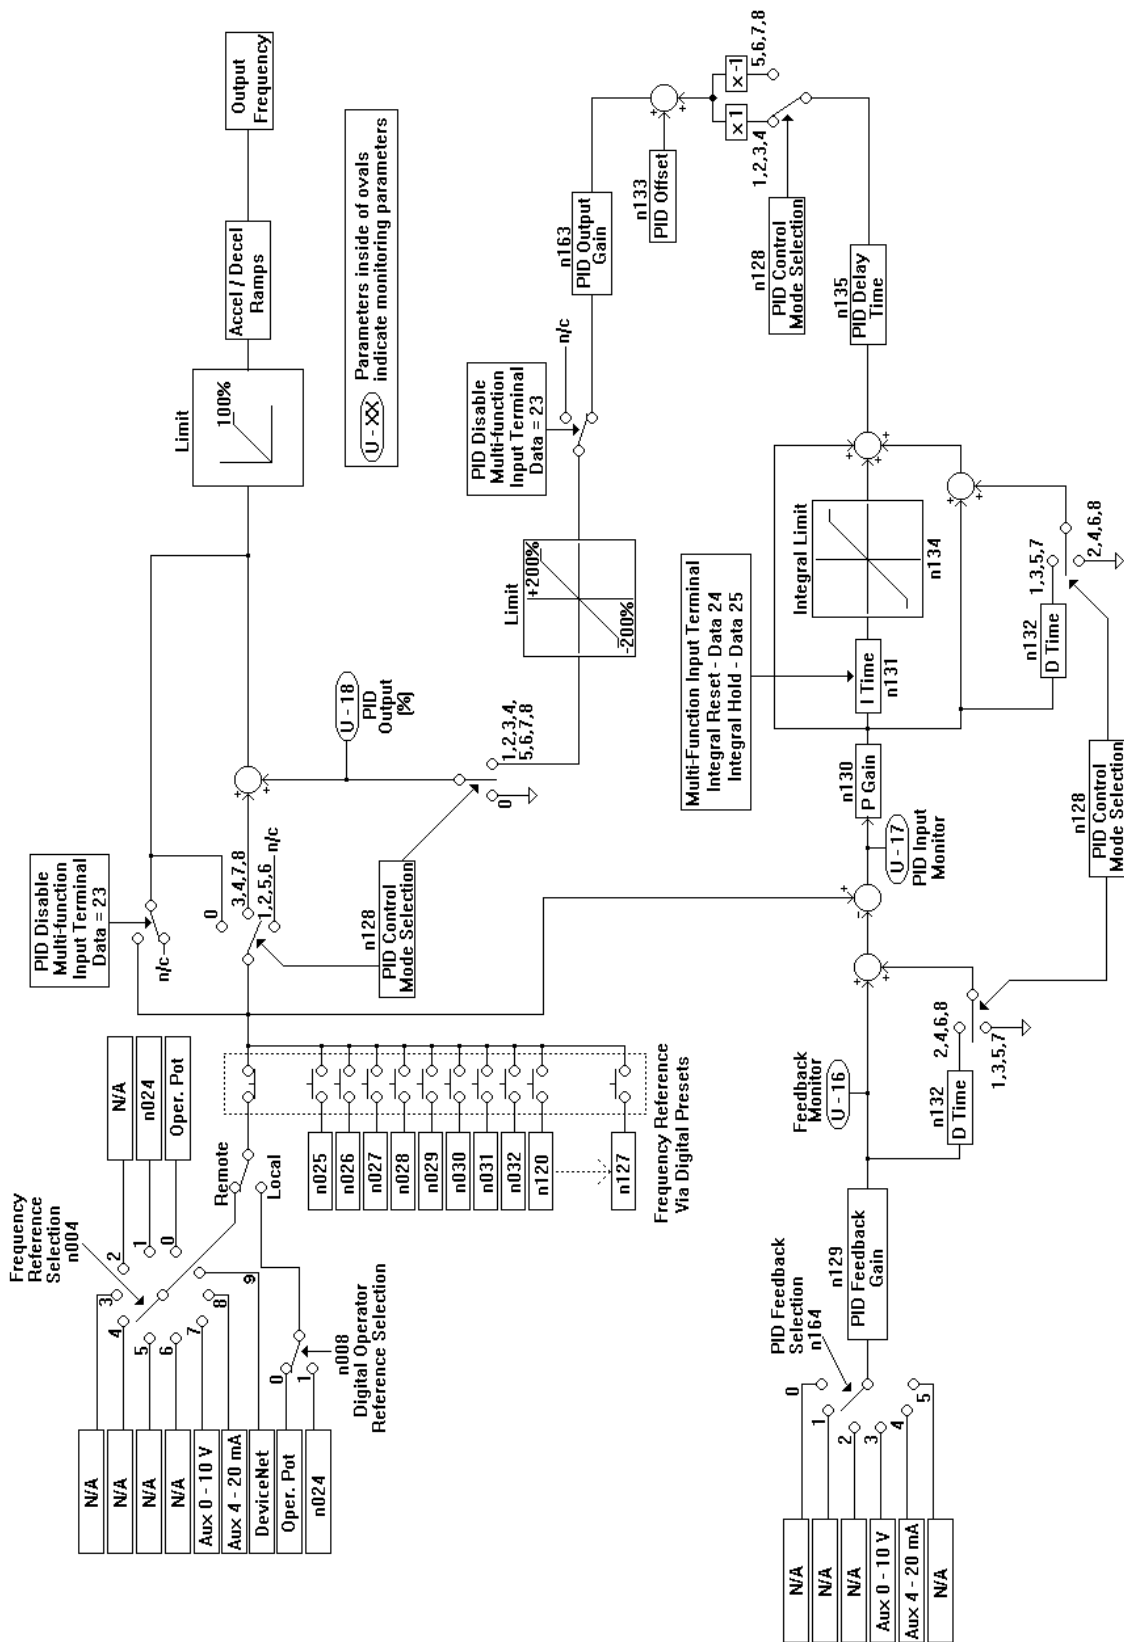 Frequency
Reference
Selection
n004
N/A
n024
Oper. Pot
2
1
0
3
4
5
6
7
8
9
N/A
N/A
N/A
N/A
Aux 0 - 10 V
Aux 4 - 20 mA
DeviceNet
Oper. Pot
n024
0
1
n008
Digital Operator
Reference Selection
Remote
Local
n025
n026
n027
n028
n029
n030
n031
n032
n120
n127
Frequency Reference
Via Digital Presets
PID Disable
Multi-function
Input Terminal
Data = 23
n/c
0
3,4,7,8
1,2,5,6
n/c
n128
PID Control
Mode Selection
+
+
U - 18
PID
Output
(%)
0
1,2,3,4,
5,6,7,8
Limit
100%
Accel / Decel
Ramps
Output
Frequency
U - XX
Parameters inside of ovals
indicate monitoring parameters
Limit
+200%
-200%
PID Disable
Multi-function
Input Terminal
Data = 23
n/c
n163
PID Output
Gain
n133
PID Offset
+
+
x 1
x -1
1,2,3,4
5,6,7,8
n128
PID Control
Mode Selection
n135
PID Delay
Time
PID Feedback
Selection
n164
0
1
2
3
4
5
N/A
N/A
N/A
Aux 0 - 10 V
Aux 4 - 20 mA
N/A
n129
PID Feedback
Gain
Feedback
Monitor
U - 16
n132
D Time
2,4,6,8
1,3,5,7
+
+
-
+
U - 17
PID Input
Monitor
n130
P Gain
Multi-Function Input Terminal
Integral Reset - Data 24
Integral Hold - Data 25
I Time
n131
Integral Limit
n134
+
+
+
+
+
n132
D Time
1,3,5,7
2,4,6,8
n128
PID Control
Mode Selection